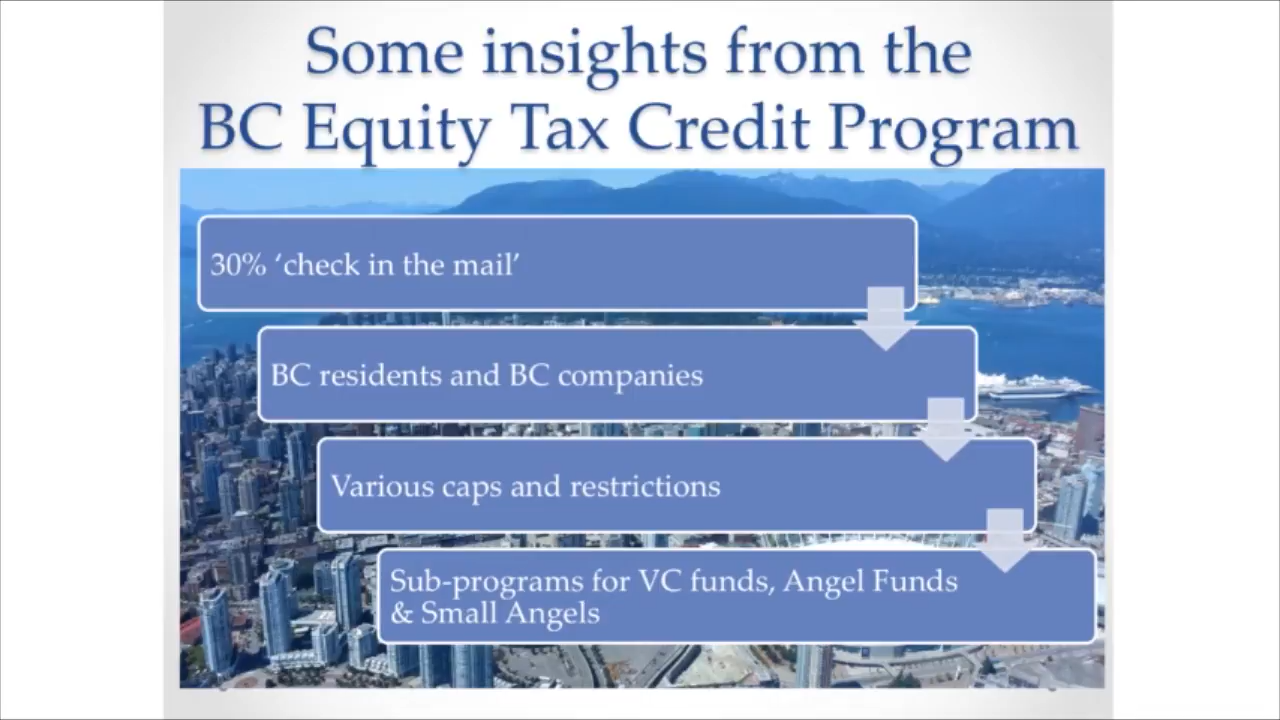 Some insights from the
BC Equity Tax Credit Program
30% ‘check in the mail’
BC residents and BC companies
Various caps and restrictions
Sub-programs for VC funds, Angel Funds
& Small Angels